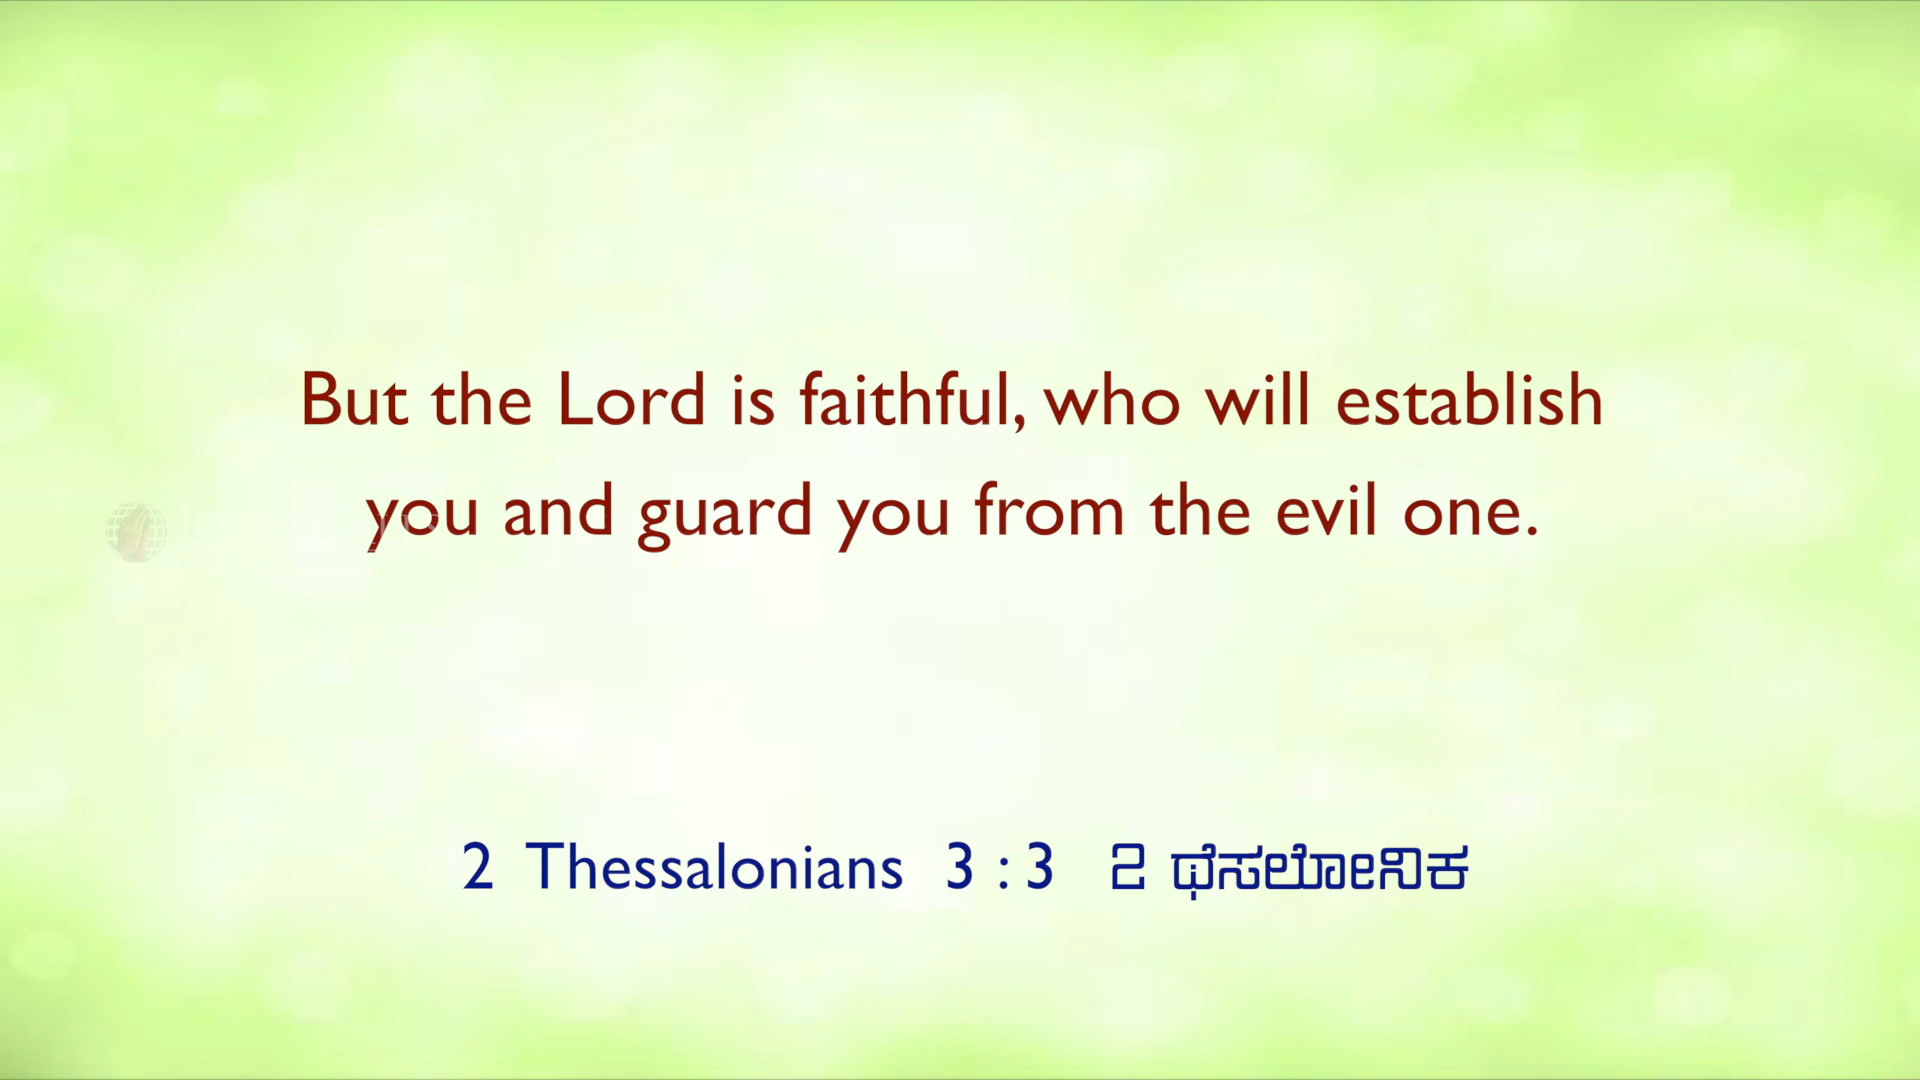 But the Lord is faithful, who will establish
you and guard you from the evil one.
2 Thessalonians 3 : 3 2 ಥೆಸಲೋನಿಕ